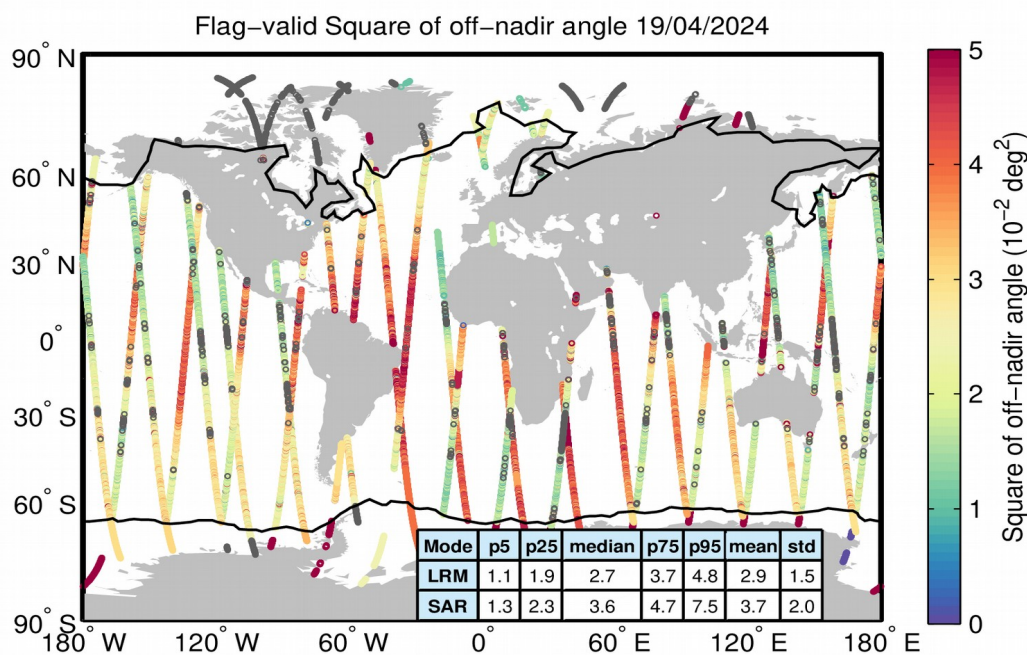 Flag-valid Square of off-nadir angle 19/04/2024
90° N
60° N
30° N
0°
30° S
60° S
90° S
180° W
120° W
60° W
0°
60° E
120° E
180° E
Mode p5 p25 median p75 p95 mean std
LRM 1.1 1.9 2.7 3.7 4.8 2.9 1.5
SAR 1.3 2.3 3.6 4.7 7.5 3.7 2.0
5
4
3
2
1
0
Square of off-nadir angle (10⁻² deg²)